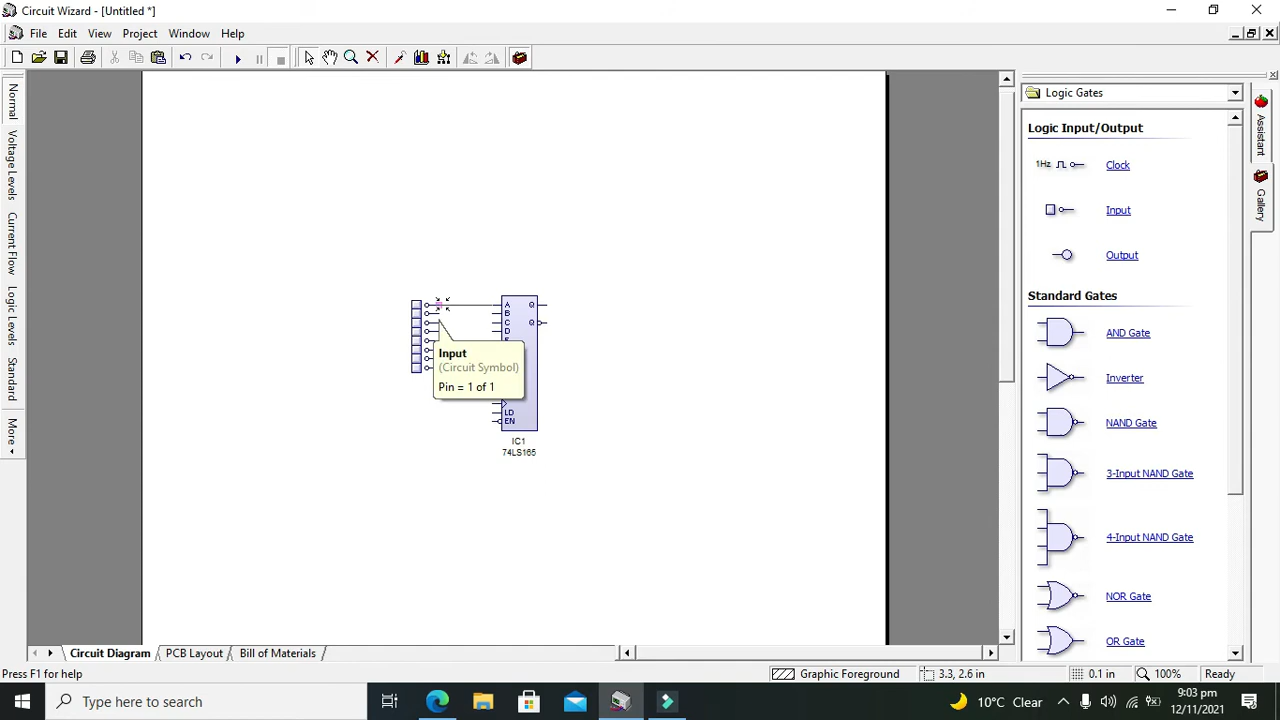 Circuit Wizard - [Untitled *]
File Edit View Project Window Help
Normal
Voltage Levels
Current Flow
Logic Levels
Standard
More
Logic Gates
Logic Input/Output
1Hz Clock
Input
Output
Standard Gates
AND Gate
Inverter
NAND Gate
3-Input NAND Gate
4-Input NAND Gate
NOR Gate
OR Gate
Assistant
Gallery
A Q
B
C Q
D
Input
(Circuit Symbol)
Pin = 1 of 1
LD
EN
IC1
74LS165
Circuit Diagram PCB Layout Bill of Materials
Press F1 for help Graphic Foreground 3.3, 2.6 in 0.1 in 100% Ready
Type here to search 10°C Clear 9:03 pm
12/11/2021